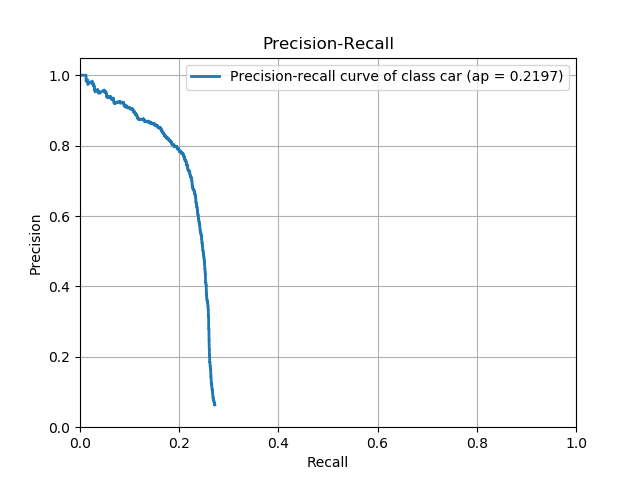 Precision-Recall
Precision-recall curve of class car (ap = 0.2197)
1.0
0.8
0.6
0.4
0.2
0.0
Precision
0.0 0.2 0.4 0.6 0.8 1.0
Recall